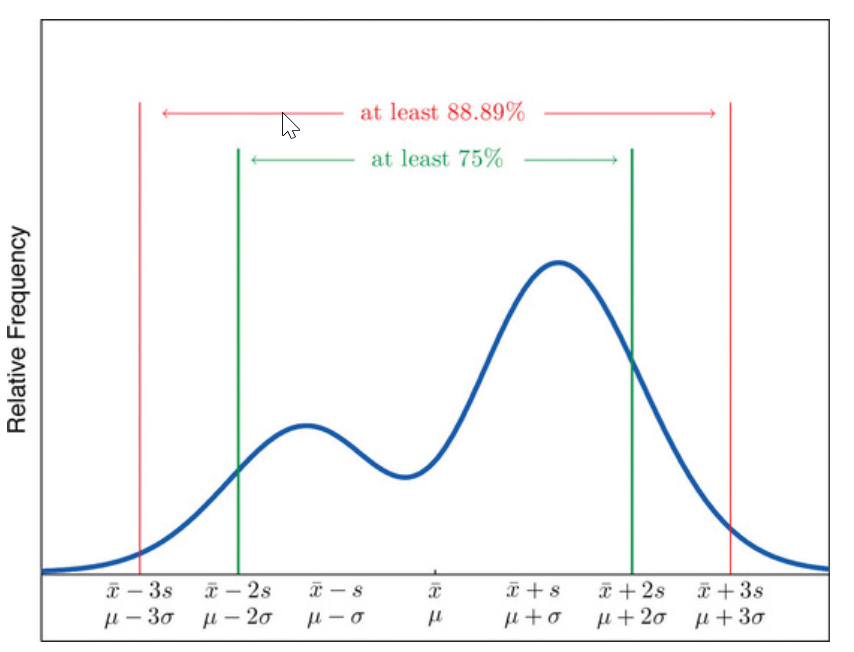 at least 88.89%
at least 75%
Relative Frequency
x̄ − 3s x̄ − 2s x̄ − s x̄ x̄ + s x̄ + 2s x̄ + 3s
μ − 3σ μ − 2σ μ − σ μ μ + σ μ + 2σ μ + 3σ